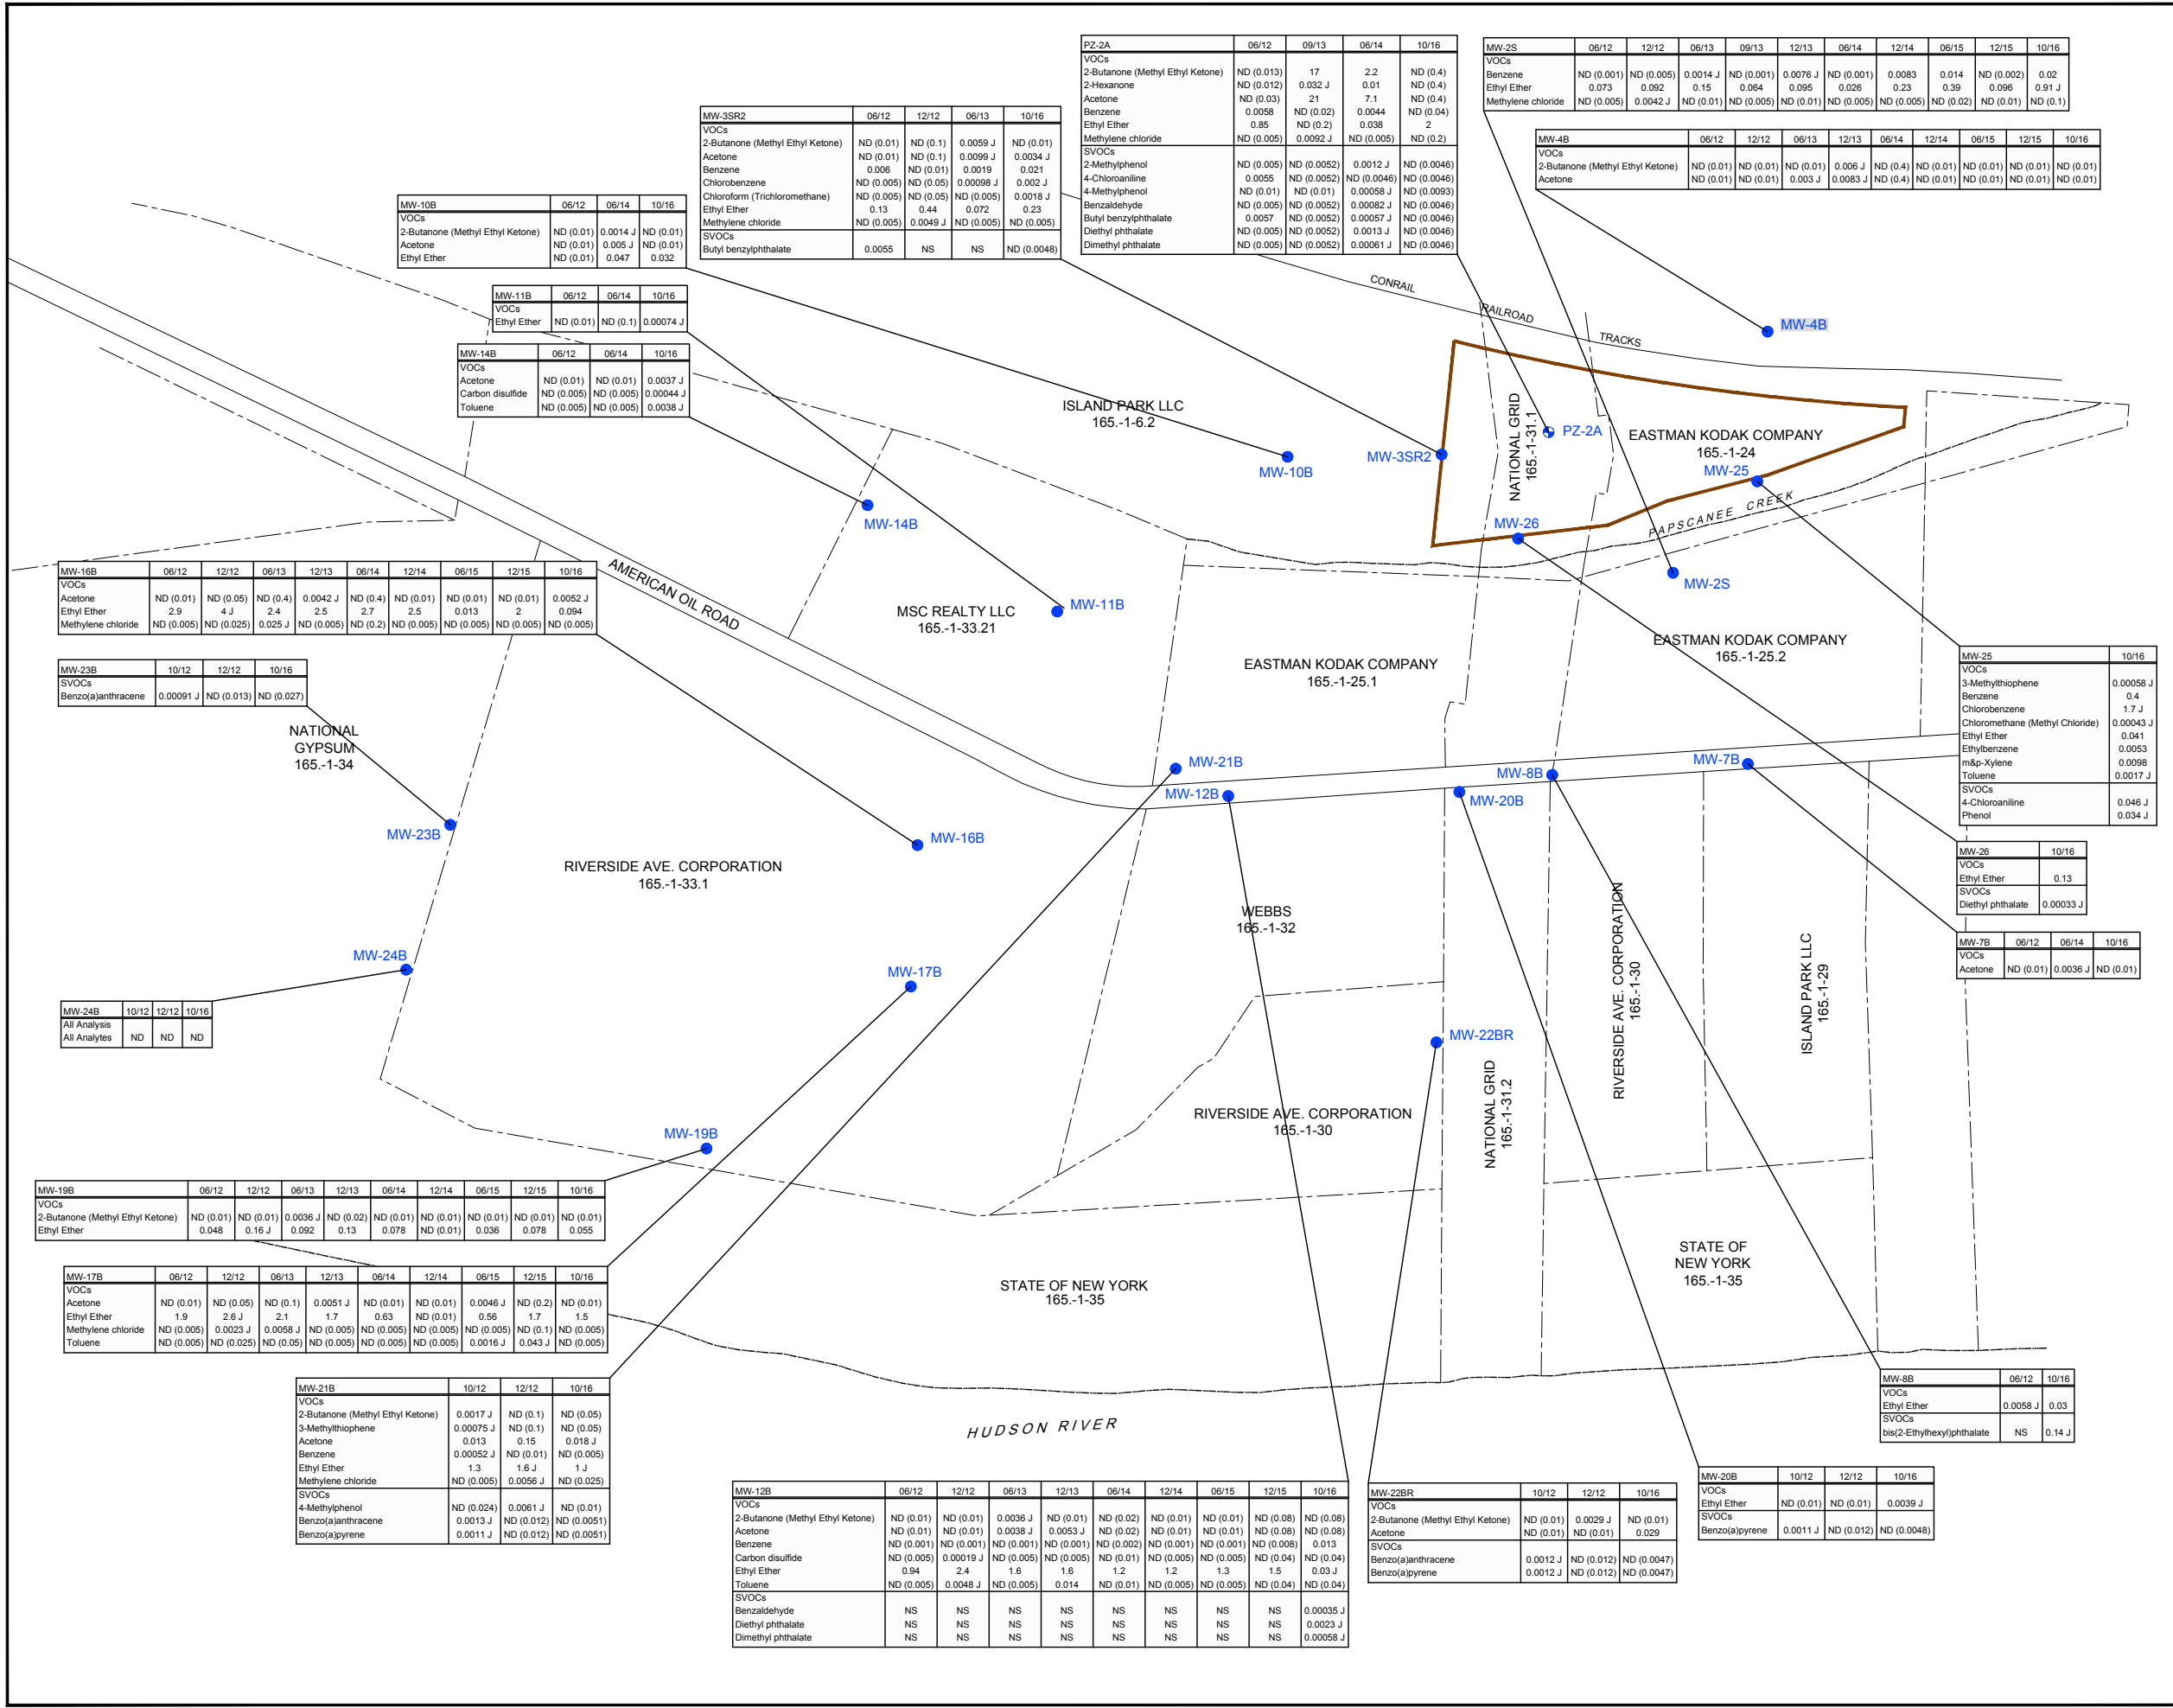 PZ-2A 06/12 09/13 06/14 10/16
VOCs
2-Butanone (Methyl Ethyl Ketone) ND (0.013) 17 2.2 ND (0.4)
2-Hexanone ND (0.012) 0.032 J 0.01 ND (0.4)
Acetone ND (0.03) 21 7.1 ND (0.4)
Benzene 0.0058 ND (0.02) 0.0044 ND (0.04)
Ethyl Ether 0.85 ND (0.2) 0.038 2
Methylene chloride ND (0.005) 0.0092 J ND (0.005) ND (0.2)
SVOCs
2-Methylphenol ND (0.005) ND (0.0052) 0.0012 J ND (0.0046)
4-Chloroaniline 0.0055 ND (0.0052) ND (0.0046) ND (0.0046)
4-Methylphenol ND (0.01) ND (0.01) 0.00058 J ND (0.0093)
Benzaldehyde ND (0.005) ND (0.0052) 0.00082 J ND (0.0046)
Butyl benzylphthalate 0.0057 ND (0.0052) 0.00057 J ND (0.0046)
Diethyl phthalate ND (0.005) ND (0.0052) 0.0013 J ND (0.0046)
Dimethyl phthalate ND (0.005) ND (0.0052) 0.00061 J ND (0.0046)
MW-2S 06/12 12/12 06/13 09/13 12/13 06/14 12/14 06/15 12/15 10/16
VOCs
Benzene ND (0.001) ND (0.005) 0.0014 J ND (0.001) 0.0076 J ND (0.001) 0.0083 0.014 ND (0.002) 0.02
Ethyl Ether 0.073 0.092 0.15 0.064 0.095 0.026 0.23 0.39 0.096 0.91 J
Methylene chloride ND (0.005) 0.0042 J ND (0.01) ND (0.005) ND (0.01) ND (0.005) ND (0.005) ND (0.02) ND (0.01) ND (0.1)
MW-3SR2 06/12 12/12 06/13 10/16
VOCs
2-Butanone (Methyl Ethyl Ketone) ND (0.01) ND (0.1) 0.0059 J ND (0.01)
Acetone ND (0.01) ND (0.1) 0.0099 J 0.0034 J
Benzene 0.006 ND (0.01) 0.0019 0.021
Chlorobenzene ND (0.005) ND (0.05) 0.00098 J 0.002 J
Chloroform (Trichloromethane) ND (0.005) ND (0.05) ND (0.005) 0.0018 J
Ethyl Ether 0.13 0.44 0.072 0.23
Methylene chloride ND (0.005) 0.0049 J ND (0.005) ND (0.005)
SVOCs
Butyl benzylphthalate 0.0055 NS NS ND (0.0048)
MW-4B 06/12 12/12 06/13 12/13 06/14 12/14 06/15 12/15 10/16
VOCs
2-Butanone (Methyl Ethyl Ketone) ND (0.01) ND (0.01) ND (0.01) 0.006 J ND (0.4) ND (0.01) ND (0.01) ND (0.01) ND (0.01)
Acetone ND (0.01) ND (0.01) 0.003 J 0.0083 J ND (0.4) ND (0.01) ND (0.01) ND (0.01) ND (0.01)
MW-10B 06/12 06/14 10/16
VOCs
2-Butanone (Methyl Ethyl Ketone) ND (0.01) 0.0014 J ND (0.01)
Acetone ND (0.01) 0.005 J ND (0.01)
Ethyl Ether ND (0.01) 0.047 0.032
MW-11B 06/12 06/14 10/16
VOCs
Ethyl Ether ND (0.01) ND (0.1) 0.00074 J
MW-14B 06/12 06/14 10/16
VOCs
Acetone ND (0.01) ND (0.01) 0.0037 J
Carbon disulfide ND (0.005) ND (0.005) 0.00044 J
Toluene ND (0.005) ND (0.005) 0.0038 J
CONRAIL
RAILROAD
TRACKS
MW-4B
ISLAND PARK LLC
165.-1-6.2
NATIONAL GRID
165.-1-31.1
PZ-2A
EASTMAN KODAK COMPANY
165.-1-24
MW-3SR2
MW-10B
MW-25
MW-14B
MW-26
PAPSCANEE CREEK
MW-2S
MW-16B 06/12 12/12 06/13 12/13 06/14 12/14 06/15 12/15 10/16
VOCs
Acetone ND (0.01) ND (0.05) ND (0.4) 0.0042 J ND (0.4) ND (0.01) ND (0.01) ND (0.01) 0.0052 J
Ethyl Ether 2.9 4 J 2.4 2.5 2.7 2.5 0.013 2 0.094
Methylene chloride ND (0.005) ND (0.025) 0.025 J ND (0.005) ND (0.2) ND (0.005) ND (0.005) ND (0.005) ND (0.005)
AMERICAN OIL ROAD
MSC REALTY LLC
165.-1-33.21
MW-11B
EASTMAN KODAK COMPANY
165.-1-25.1
EASTMAN KODAK COMPANY
165.-1-25.2
MW-23B 10/12 12/12 10/16
SVOCs
Benzo(a)anthracene 0.00091 J ND (0.013) ND (0.027)
MW-25 10/16
VOCs
3-Methylthiophene 0.00058 J
Benzene 0.4
Chlorobenzene 1.7 J
Chloromethane (Methyl Chloride) 0.00043 J
Ethyl Ether 0.041
Ethylbenzene 0.0053
m&p-Xylene 0.0098
Toluene 0.0017 J
SVOCs
4-Chloroaniline 0.046 J
Phenol 0.034 J
NATIONAL
GYPSUM
165.-1-34
MW-21B
MW-12B
MW-8B
MW-20B
MW-7B
MW-23B
MW-16B
RIVERSIDE AVE. CORPORATION
165.-1-33.1
MW-26 10/16
VOCs
Ethyl Ether 0.13
SVOCs
Diethyl phthalate 0.00033 J
WEBBS
165.-1-32
RIVERSIDE AVE. CORPORATION
165.-1-30
ISLAND PARK LLC
165.-1-29
MW-7B 06/12 06/14 10/16
VOCs
Acetone ND (0.01) 0.0036 J ND (0.01)
MW-24B
MW-17B
MW-24B 10/12 12/12 10/16
All Analysis
All Analytes ND ND ND
MW-22BR
NATIONAL GRID
165.-1-31.2
RIVERSIDE AVE. CORPORATION
165.-1-30
MW-19B
MW-19B 06/12 12/12 06/13 12/13 06/14 12/14 06/15 12/15 10/16
VOCs
2-Butanone (Methyl Ethyl Ketone) ND (0.01) ND (0.01) 0.0036 J ND (0.02) ND (0.01) ND (0.01) ND (0.01) ND (0.01) ND (0.01)
Ethyl Ether 0.048 0.16 J 0.092 0.13 0.078 ND (0.01) 0.036 0.078 0.055
MW-17B 06/12 12/12 06/13 12/13 06/14 12/14 06/15 12/15 10/16
VOCs
Acetone ND (0.01) ND (0.05) ND (0.1) 0.0051 J ND (0.01) ND (0.01) 0.0046 J ND (0.2) ND (0.01)
Ethyl Ether 1.9 2.6 J 2.1 1.7 0.63 ND (0.01) 0.56 1.7 1.5
Methylene chloride ND (0.005) 0.0023 J 0.0058 J ND (0.005) ND (0.005) ND (0.005) ND (0.005) ND (0.1) ND (0.005)
Toluene ND (0.005) ND (0.025) ND (0.05) ND (0.005) ND (0.005) ND (0.005) 0.0016 J 0.043 J ND (0.005)
STATE OF NEW YORK
165.-1-35
STATE OF
NEW YORK
165.-1-35
MW-21B 10/12 12/12 10/16
VOCs
2-Butanone (Methyl Ethyl Ketone) 0.0017 J ND (0.1) ND (0.05)
3-Methylthiophene 0.00075 J ND (0.1) ND (0.05)
Acetone 0.013 0.15 0.018 J
Benzene 0.00052 J ND (0.01) ND (0.005)
Ethyl Ether 1.3 1.6 J 1 J
Methylene chloride ND (0.005) 0.0056 J ND (0.025)
SVOCs
4-Methylphenol ND (0.024) 0.0061 J ND (0.01)
Benzo(a)anthracene 0.0013 J ND (0.012) ND (0.0051)
Benzo(a)pyrene 0.0011 J ND (0.012) ND (0.0051)
HUDSON RIVER
MW-8B 06/12 10/16
VOCs
Ethyl Ether 0.0058 J 0.03
SVOCs
bis(2-Ethylhexyl)phthalate NS 0.14 J
MW-12B 06/12 12/12 06/13 12/13 06/14 12/14 06/15 12/15 10/16
VOCs
2-Butanone (Methyl Ethyl Ketone) ND (0.01) ND (0.01) 0.0036 J ND (0.01) ND (0.02) ND (0.01) ND (0.01) ND (0.08) ND (0.08)
Acetone ND (0.01) ND (0.01) 0.0038 J 0.0053 J ND (0.02) ND (0.01) ND (0.01) ND (0.08) ND (0.08)
Benzene ND (0.001) ND (0.001) ND (0.001) ND (0.001) ND (0.002) ND (0.001) ND (0.001) ND (0.008) 0.013
Carbon disulfide ND (0.005) 0.00019 J ND (0.005) ND (0.005) ND (0.01) ND (0.005) ND (0.005) ND (0.04) ND (0.04)
Ethyl Ether 0.94 2.4 1.6 1.6 1.2 1.2 1.3 1.5 0.03 J
Toluene ND (0.005) 0.0048 J ND (0.005) 0.014 ND (0.01) ND (0.005) ND (0.005) ND (0.04) ND (0.04)
SVOCs
Benzaldehyde NS NS NS NS NS NS NS NS 0.00035 J
Diethyl phthalate NS NS NS NS NS NS NS NS 0.0023 J
Dimethyl phthalate NS NS NS NS NS NS NS NS 0.00058 J
MW-22BR 10/12 12/12 10/16
VOCs
2-Butanone (Methyl Ethyl Ketone) ND (0.01) 0.0029 J ND (0.01)
Acetone ND (0.01) ND (0.01) 0.029
SVOCs
Benzo(a)anthracene 0.0012 J ND (0.012) ND (0.0047)
Benzo(a)pyrene 0.0012 J ND (0.012) ND (0.0047)
MW-20B 10/12 12/12 10/16
VOCs
Ethyl Ether ND (0.01) ND (0.01) 0.0039 J
SVOCs
Benzo(a)pyrene 0.0011 J ND (0.012) ND (0.0048)